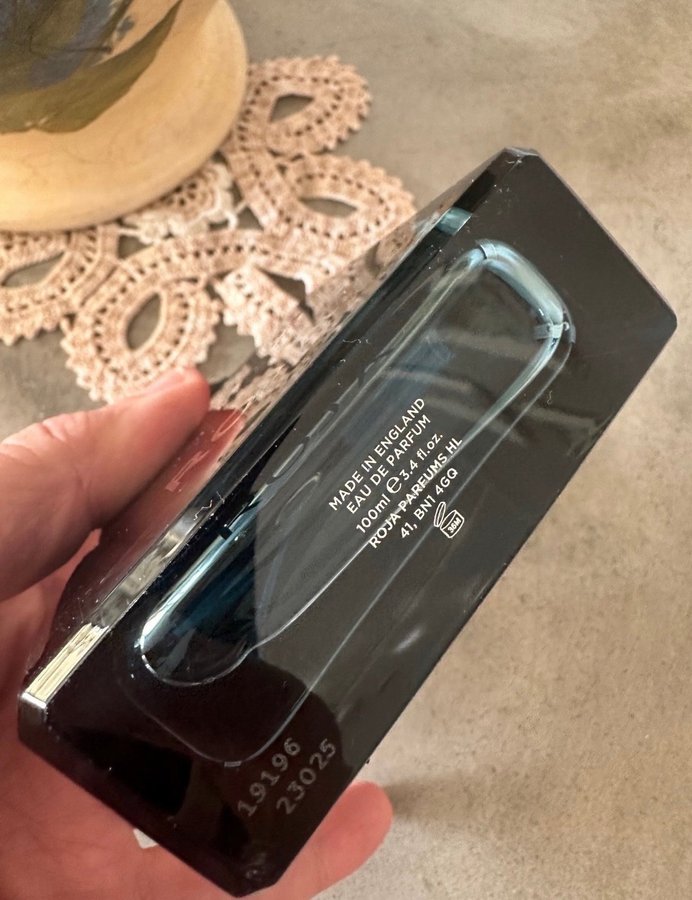 MADE IN ENGLAND
EAU DE PARFUM
100ml ℮ 3.4 fl.oz.
ROJA PARFUMS HL
41, BN1 4GQ
36M
19196
23025